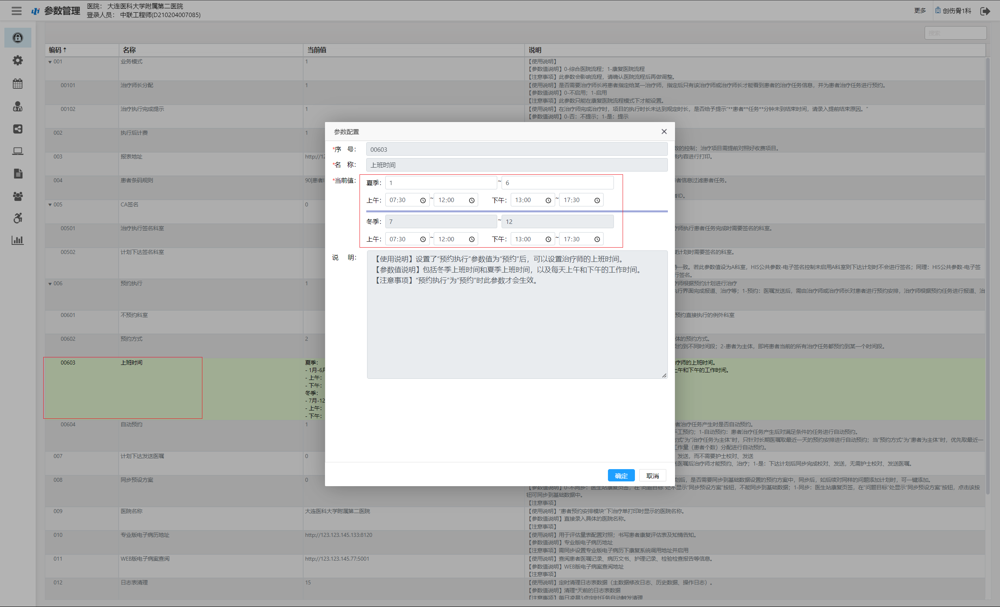 参数管理
医院： 大连医科大学附属第二医院
登录人员： 中联工程师(D210204007085)
更多
创伤骨1科
搜索
编码↑ 名称 当前值 说明
001 业务模式 1
【使用说明】
【参数值说明】0-综合医院流程；1-康复医院流程
【注意事项】此参数会影响流程，请确认医院流程后再做调整。
00101 治疗师长分配 1
【使用说明】是否需要治疗师长将患者指定给某一治疗师，指定后只有该治疗师或治疗师长才能看到患者的治疗任务信息，并为患者治疗任务进行预约。
【参数值说明】0-不启用；1-启用
【注意事项】此参数只能在康复医院流程模式下才能设置。
00102 治疗执行完成提示 1
【使用说明】在治疗师完成治疗时，项目的执行时长未达到规定时长，是否给予提示“**患者**任务**分钟未到结束时间，请录入提前结束原因。”
【参数值说明】0-否：不提示；1-是：提示
002 执行后计费 1
数的控制；治疗项目需提前对照好收费项目。
003 报表地址 http://12
表内容进行打印。
004 患者条码规则 90|患者I
者信息过滤患者任务。
者ID。
005 CA签名 0
00501 治疗执行签名科室
疗师执行患者任务完成时需要签名的科室。
00502 计划下达签名科室
复计划时需要签名的科室。
持一致。若此参数值设为A科室，HIS公共参数-电子签名控制未启用A科室则下达计划时不会进行签名；同理：HIS公共参数-电子签
行签名。
006 预约执行 1
疗师根据预约计划进行治疗
执行界面完成报道、治疗等；1-预约：医嘱发送后，需由治疗师或治疗师长对患者进行预约安排，治疗师根据预约任务进行报道、治
00601 不预约科室
预约直接执行的例外科室
00602 预约方式 2
体的预约方式。
预约到不同时间段；2-患者为主体，即将患者当前的所有治疗任务都预约到某一个时间段。
00603 上班时间
夏季：
- 1月-6月
- 上午：
- 下午：
冬季：
- 7月-12
- 上午：
- 下午：
疗师的上班时间。
上午和下午的工作时间。
00604 自动预约 1
者治疗任务产生时是否自动预约。
手工预约；1-自动预约：患者治疗任务产生后对满足条件的任务进行自动预约。
方式”为“治疗任务为主体”时，只针对长期医嘱取最近一天的预约安排进行自动预约；当“预约方式”为“患者为主体”时，优先取最近一
工作量（患者个数）分配进行自动预约。
007 计划下达发送医嘱 0
发送，而不需要护士校对、发送
送医嘱后治疗师才能预约、治疗；1-是：下达计划后同步完成校对、发送，无需护士校对、发送医嘱。
008 同步预设方案 0
划后，是否需要同步到基础数据设置的预约方案中，同步后，如后续对同样的问题添加计划时，可一键添加。
【参数值说明】0-不同步：医生站康复页签，在“问题目标”处不显示“同步预设方案”按钮，不能同步到基础数据；1-同步：医生站康复页签，在“问题目标”处显示“同步预设方案”按钮，点击该按
钮可同步到基础数据中。
【注意事项】
009 医院名称 大连医科大学附属第二医院
【使用说明】“患者预约安排模块”下治疗单打印时显示的医院名称。
【参数值说明】直接录入具体的医院名称。
【注意事项】
010 专业版电子病历地址 http://123.123.145.133:8120
【使用说明】用于评估量表配置对照；书写患者康复评估表及知情告知。
【参数值说明】专业版电子病历地址
【注意事项】需同步设置专业版电子病历下康复系统调用地址并启用
011 WEB版电子病案查阅 http://123.123.145.77:5001
【使用说明】查阅患者医嘱记录、病历文书、护理记录、检验检查报告等信息。
【参数值说明】WEB版电子病案查阅地址
【注意事项】
012 日志表清理 15
【使用说明】定时清理日志表数据（主数据修改日志、历史数据、操作日志）。
【参数值说明】清理*天前的日志表数据
【注意事项】每日凌晨3点定时任务自动触发清理
参数配置
*序 号： 00603
*名 称： 上班时间
*当前值：
夏季： 1 ~ 6
上午： 07:30 ~ 12:00 下午： 13:00 ~ 17:30
冬季： 7 ~ 12
上午： 07:30 ~ 12:00 下午： 13:00 ~ 17:30
说 明：
【使用说明】设置了“预约执行”参数值为“预约”后，可以设置治疗师的上班时间。
【参数值说明】包括冬季上班时间和夏季上班时间，以及每天上午和下午的工作时间。
【注意事项】“预约执行”为“预约”时此参数才会生效。
确定 取消